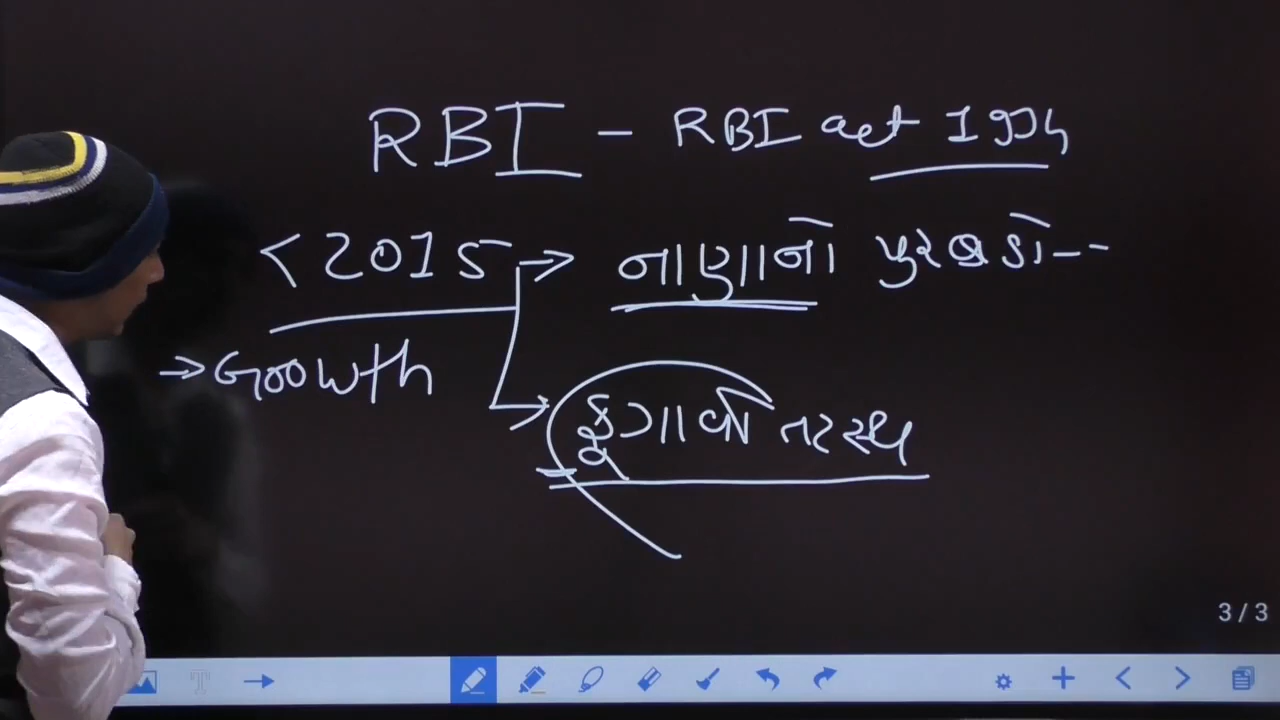 RBI - RBI act 1934
< 2015 → નાણાનો પુરવઠો--
→ Growth
→ ફુગાવો તટસ્થ
3 / 3